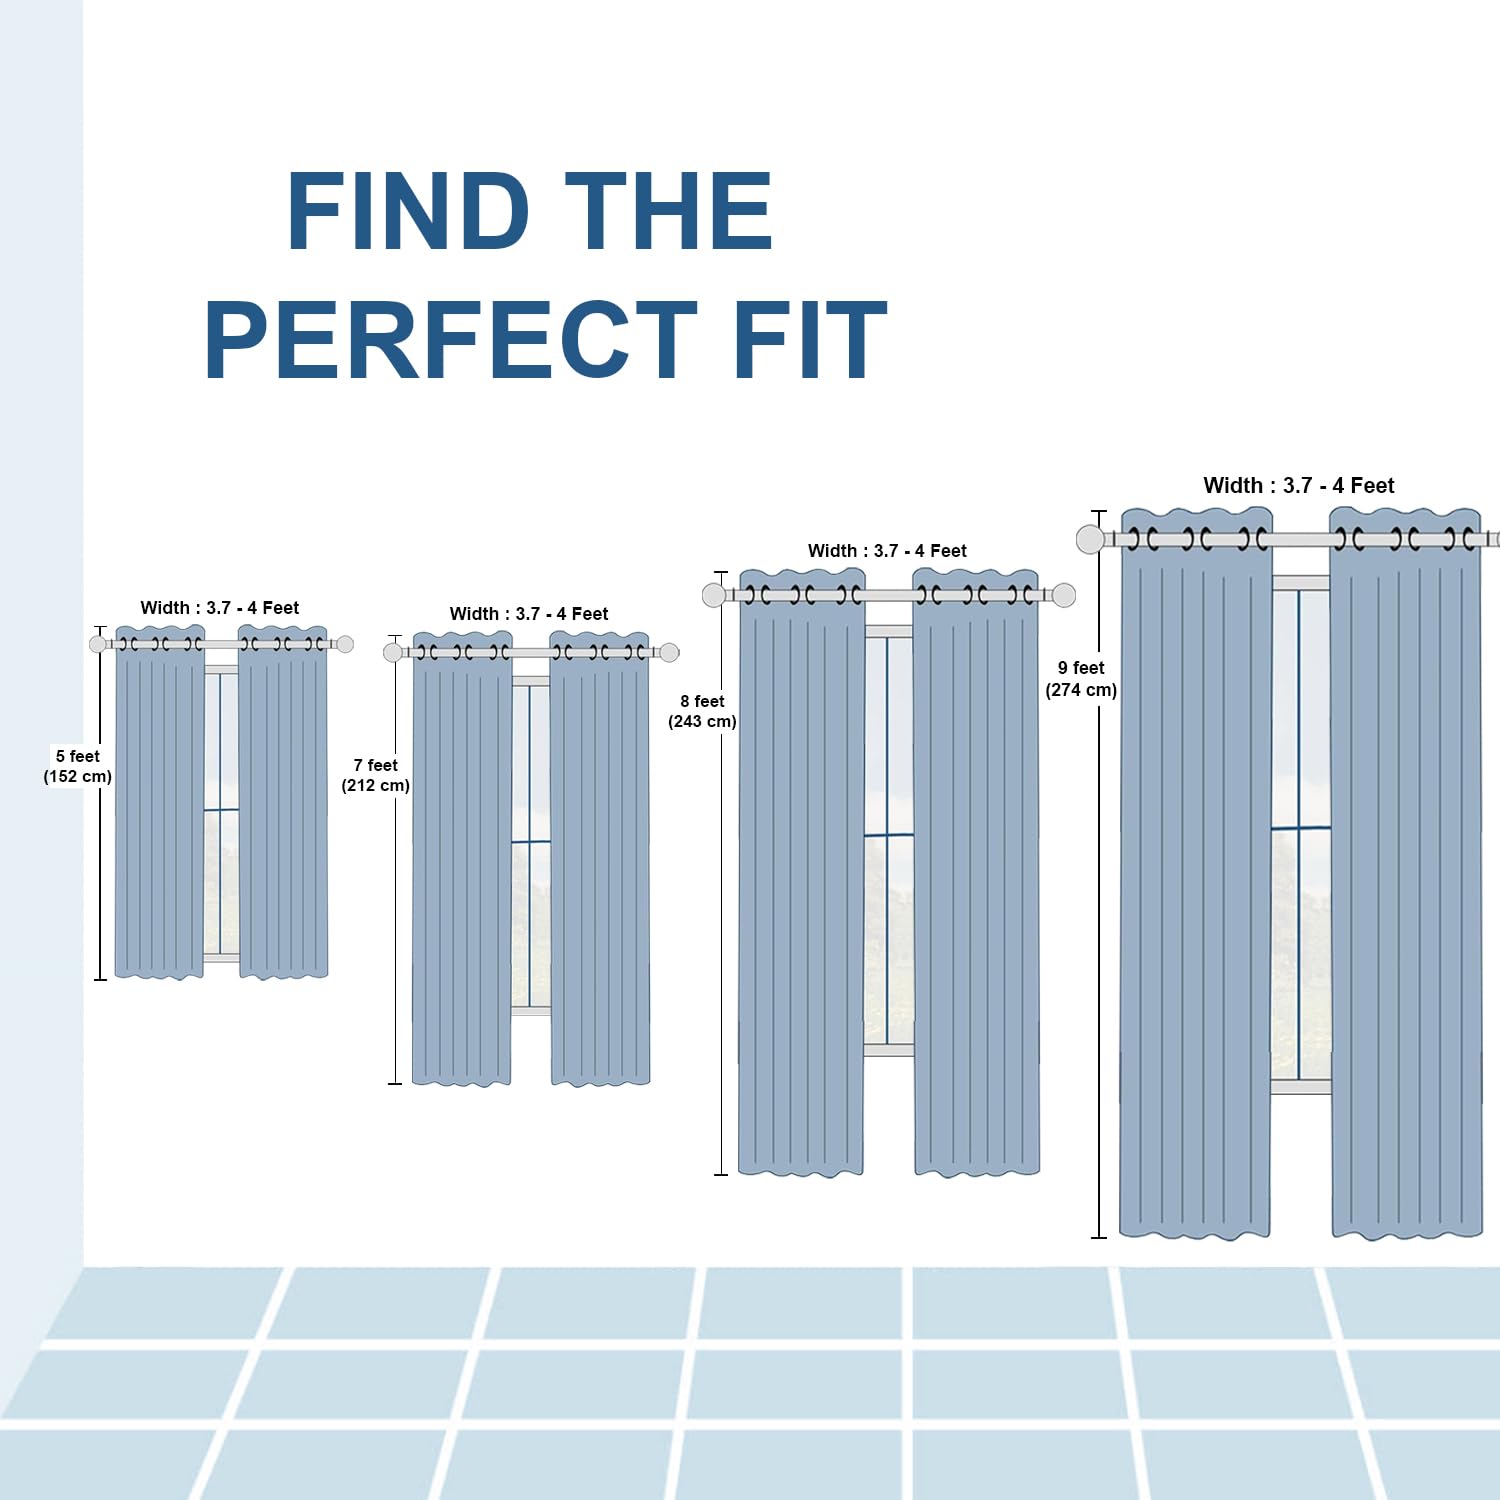 FIND THE
PERFECT FIT
Width : 3.7 - 4 Feet
5 feet
(152 cm)
Width : 3.7 - 4 Feet
7 feet
(212 cm)
Width : 3.7 - 4 Feet
8 feet
(243 cm)
Width : 3.7 - 4 Feet
9 feet
(274 cm)